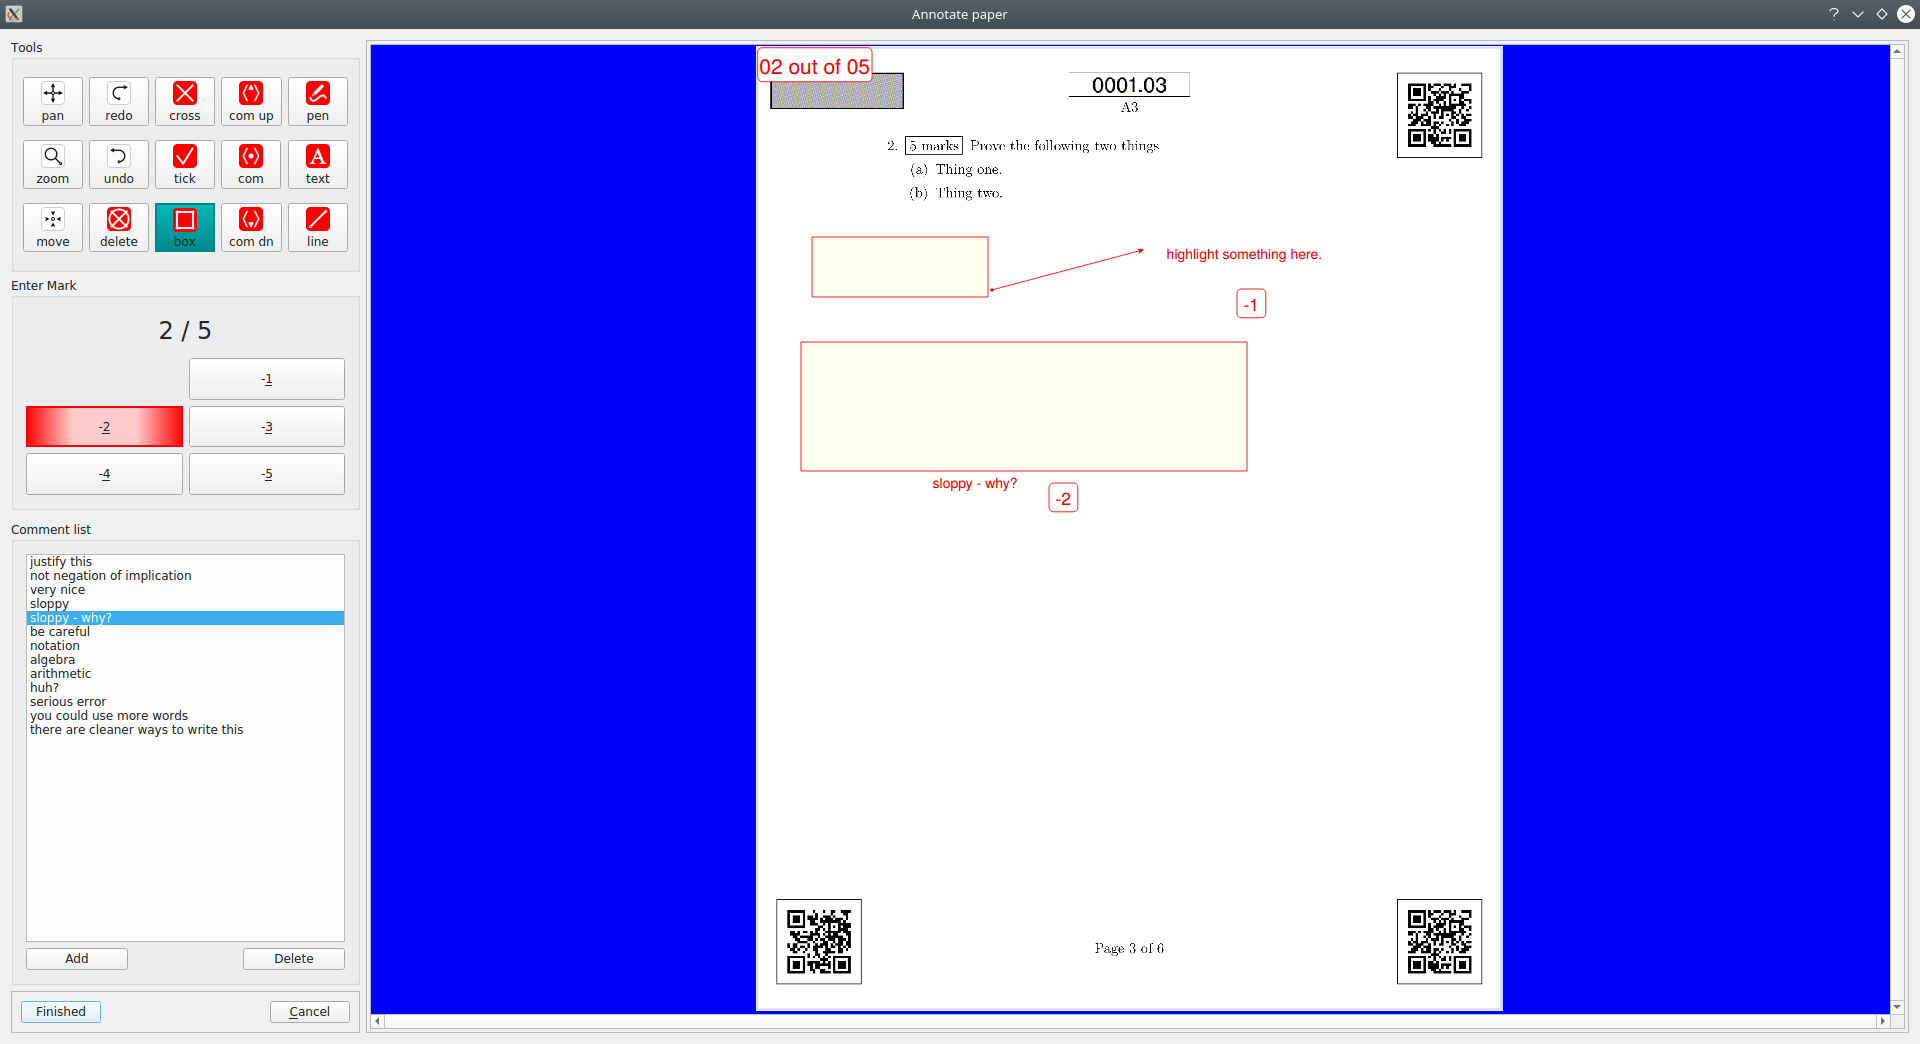 Annotate paper
Tools
pan redo cross com up pen
zoom undo tick com text
move delete box com dn line
Enter Mark
2 / 5
-1
-2 -3
-4 -5
Comment list
justify this
not negation of implication
very nice
sloppy
sloppy - why?
be careful
notation
algebra
arithmetic
huh?
serious error
you could use more words
there are cleaner ways to write this
Add Delete
Finished Cancel
02 out of 05
0001.03
A3
2. 5 marks Prove the following two things
(a) Thing one.
(b) Thing two.
highlight something here.
-1
sloppy - why?
-2
Page 3 of 6